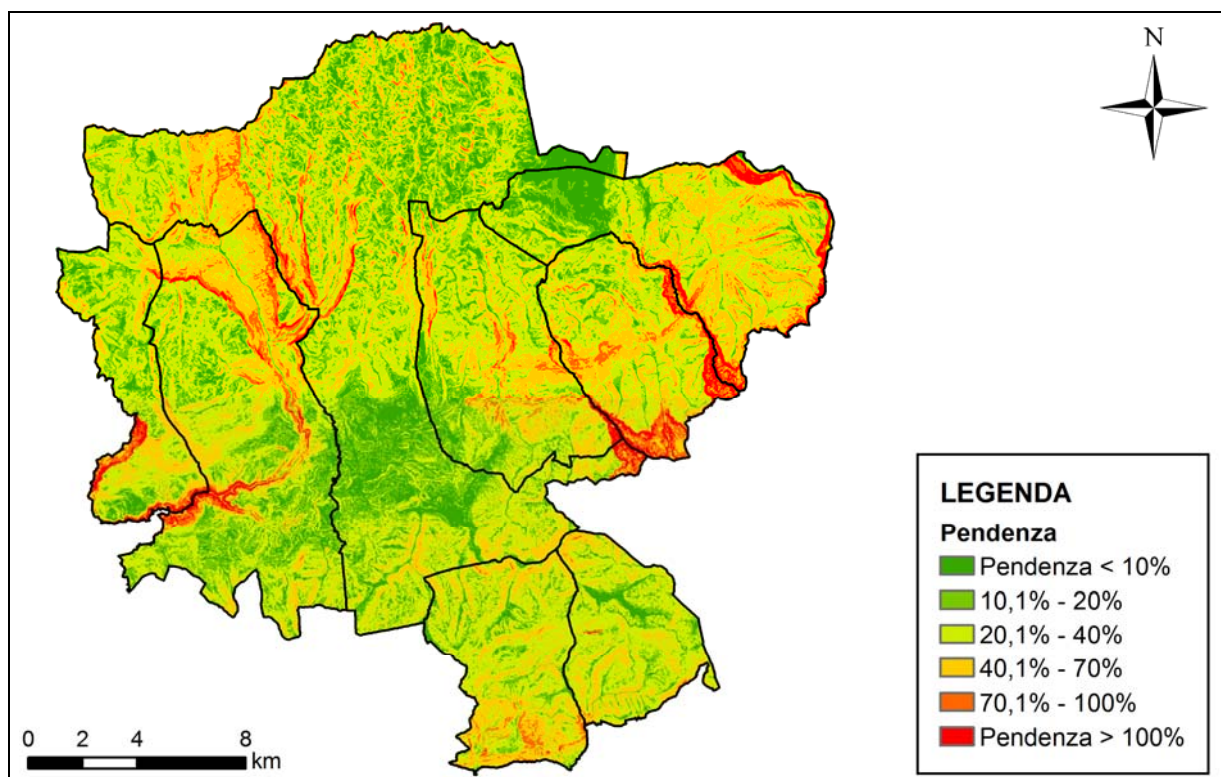 N
LEGENDA
Pendenza
Pendenza < 10%
10,1% - 20%
20,1% - 40%
40,1% - 70%
70,1% - 100%
Pendenza > 100%
0 2 4 8
km